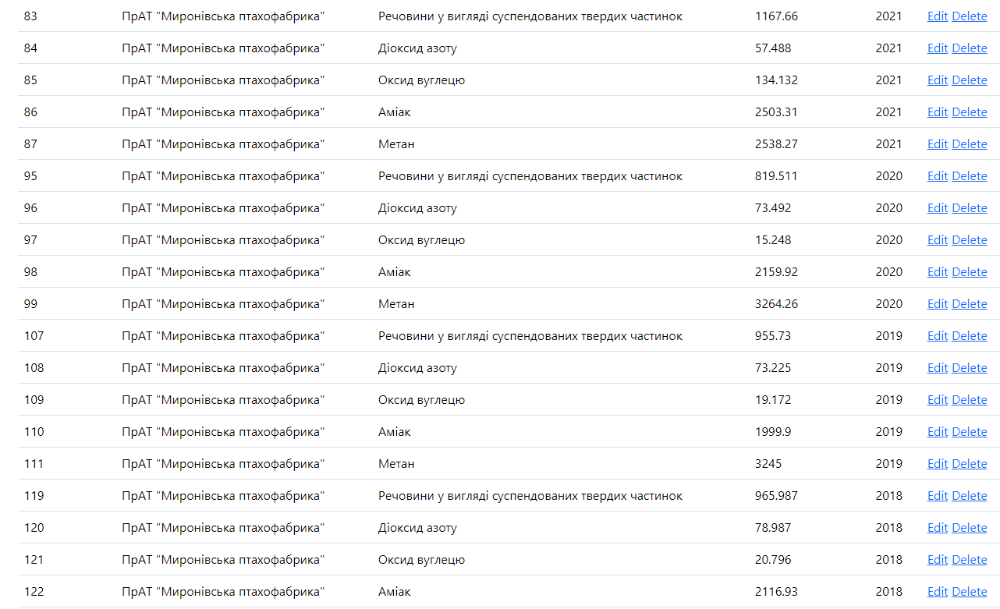 83 ПрАТ "Миронівська птахофабрика" Речовини у вигляді суспендованих твердих частинок 1167.66 2021 Edit Delete
84 ПрАТ "Миронівська птахофабрика" Діоксид азоту 57.488 2021 Edit Delete
85 ПрАТ "Миронівська птахофабрика" Оксид вуглецю 134.132 2021 Edit Delete
86 ПрАТ "Миронівська птахофабрика" Аміак 2503.31 2021 Edit Delete
87 ПрАТ "Миронівська птахофабрика" Метан 2538.27 2021 Edit Delete
95 ПрАТ "Миронівська птахофабрика" Речовини у вигляді суспендованих твердих частинок 819.511 2020 Edit Delete
96 ПрАТ "Миронівська птахофабрика" Діоксид азоту 73.492 2020 Edit Delete
97 ПрАТ "Миронівська птахофабрика" Оксид вуглецю 15.248 2020 Edit Delete
98 ПрАТ "Миронівська птахофабрика" Аміак 2159.92 2020 Edit Delete
99 ПрАТ "Миронівська птахофабрика" Метан 3264.26 2020 Edit Delete
107 ПрАТ "Миронівська птахофабрика" Речовини у вигляді суспендованих твердих частинок 955.73 2019 Edit Delete
108 ПрАТ "Миронівська птахофабрика" Діоксид азоту 73.225 2019 Edit Delete
109 ПрАТ "Миронівська птахофабрика" Оксид вуглецю 19.172 2019 Edit Delete
110 ПрАТ "Миронівська птахофабрика" Аміак 1999.9 2019 Edit Delete
111 ПрАТ "Миронівська птахофабрика" Метан 3245 2019 Edit Delete
119 ПрАТ "Миронівська птахофабрика" Речовини у вигляді суспендованих твердих частинок 965.987 2018 Edit Delete
120 ПрАТ "Миронівська птахофабрика" Діоксид азоту 78.987 2018 Edit Delete
121 ПрАТ "Миронівська птахофабрика" Оксид вуглецю 20.796 2018 Edit Delete
122 ПрАТ "Миронівська птахофабрика" Аміак 2116.93 2018 Edit Delete